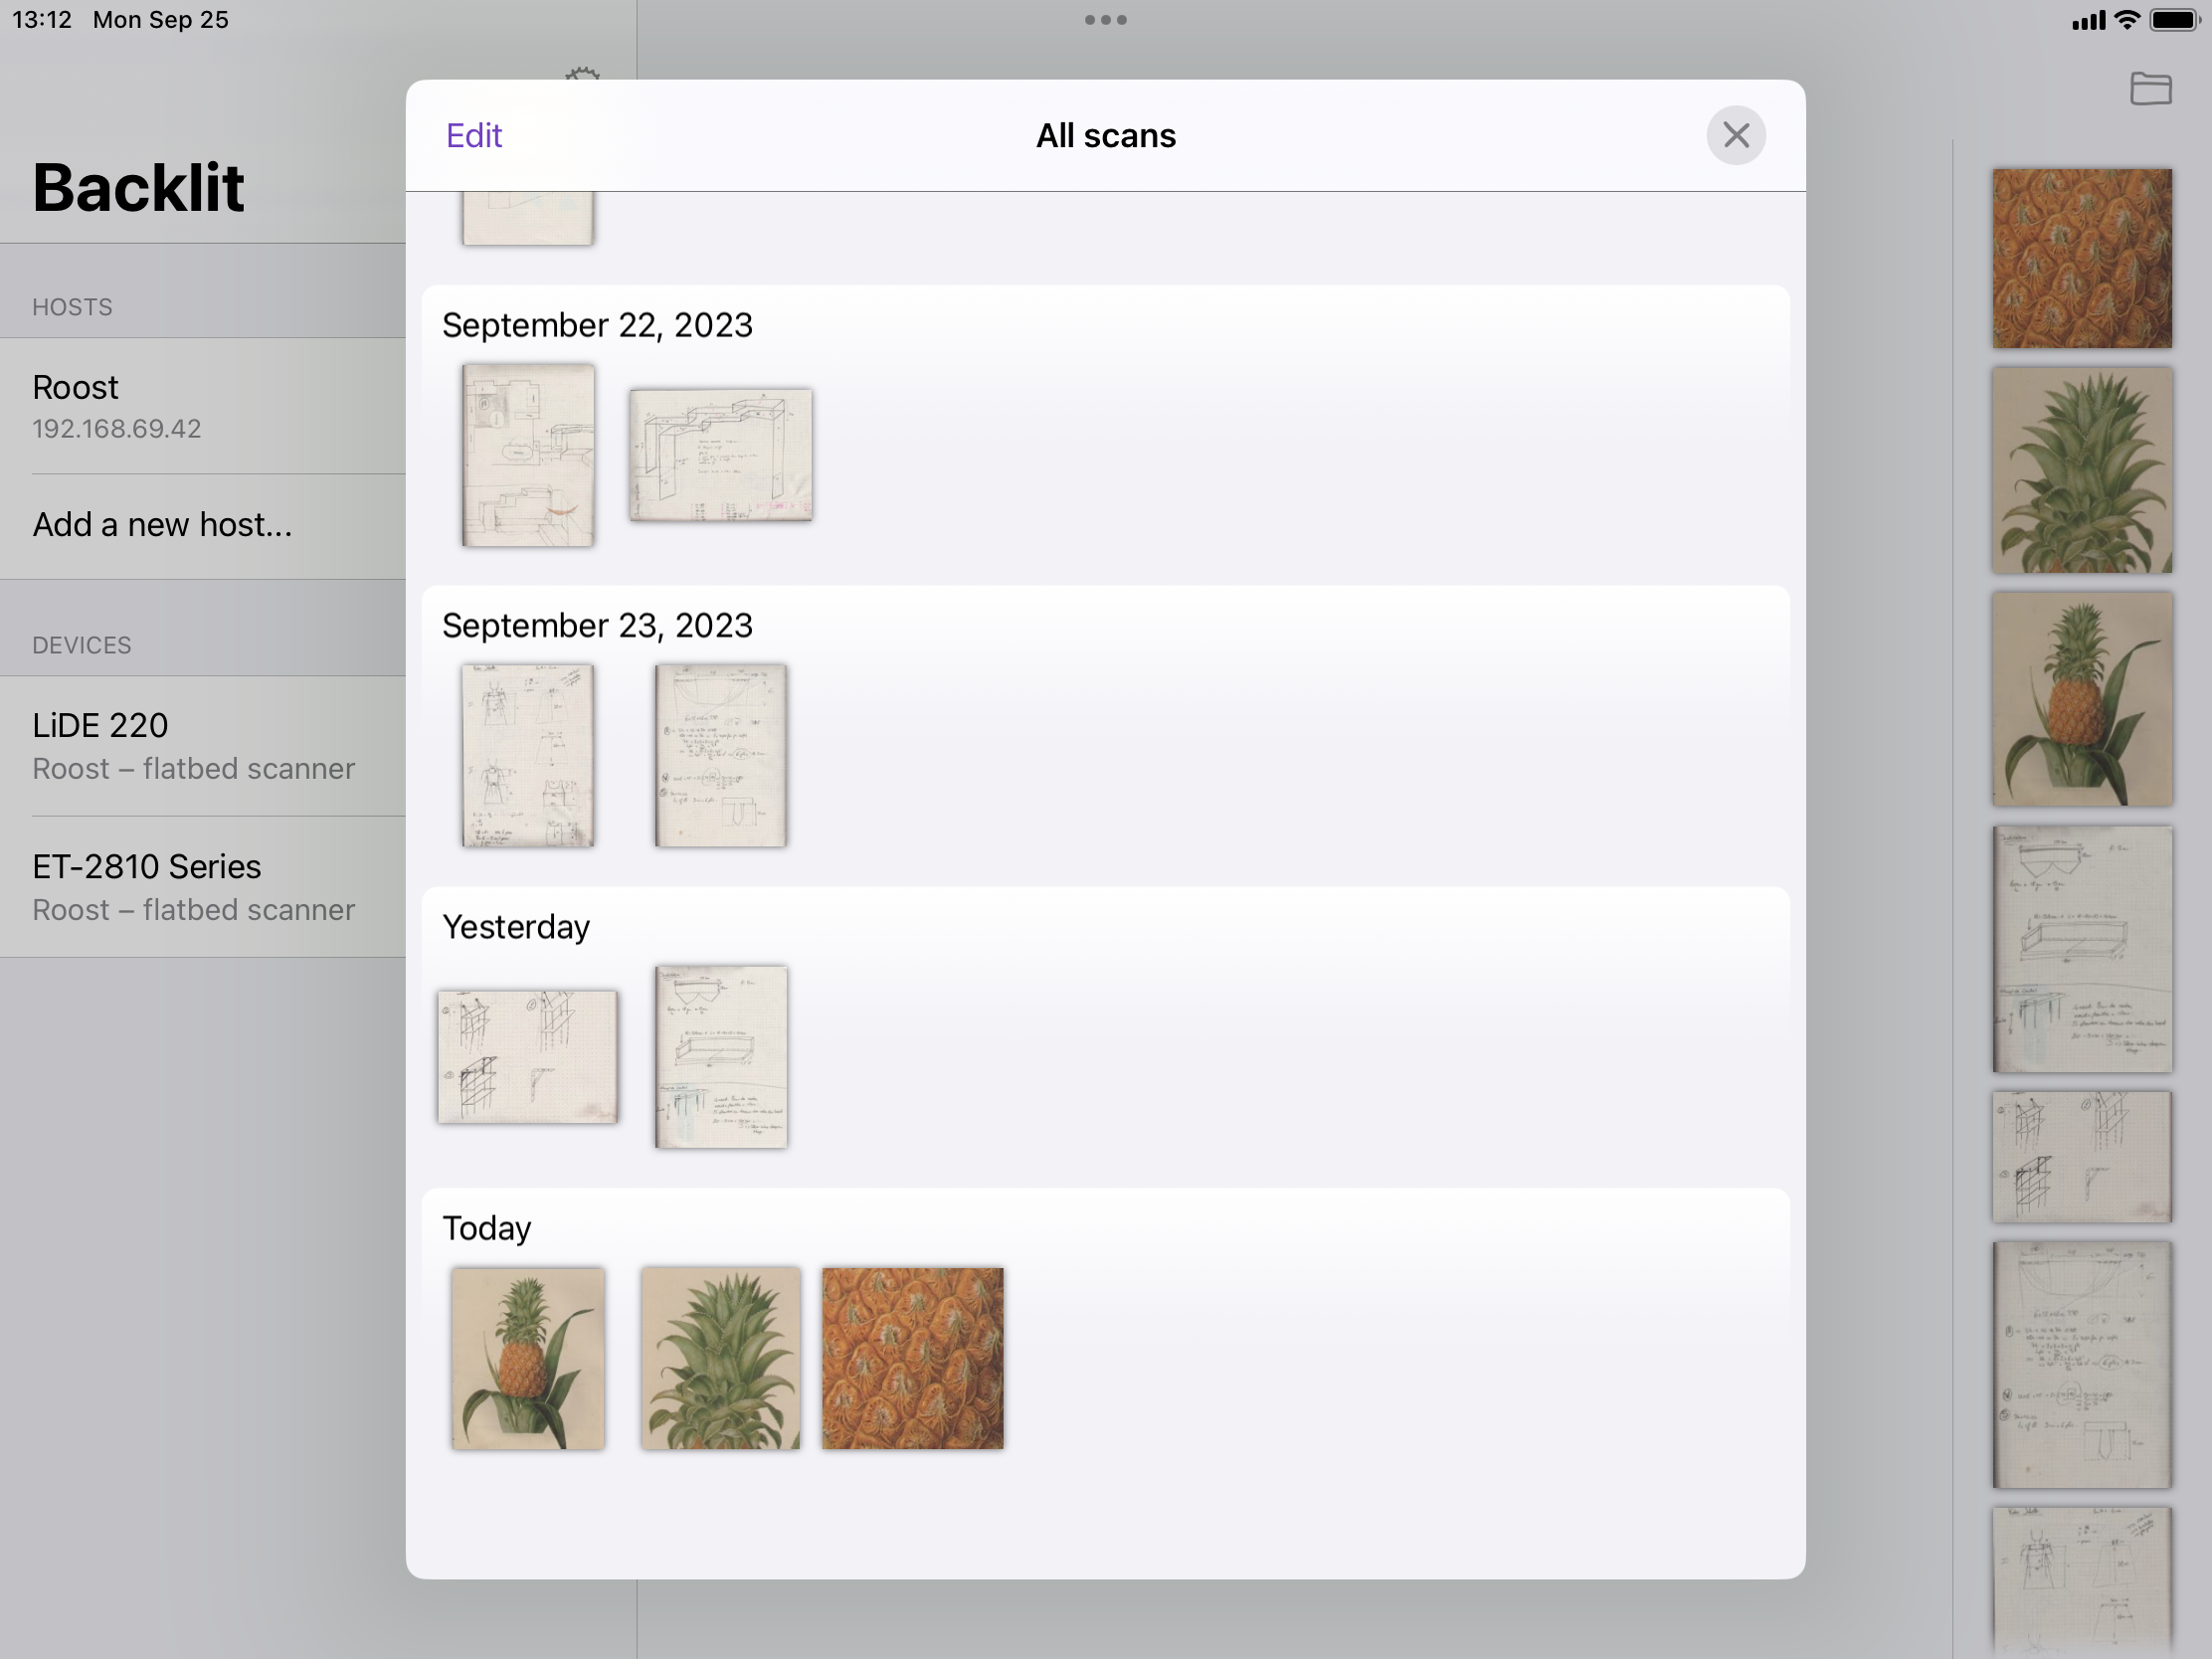 13:12 Mon Sep 25
Backlit
HOSTS
Roost
192.168.69.42
Add a new host...
DEVICES
LiDE 220
Roost – flatbed scanner
ET-2810 Series
Roost – flatbed scanner
Edit
All scans
September 22, 2023
September 23, 2023
Yesterday
Today